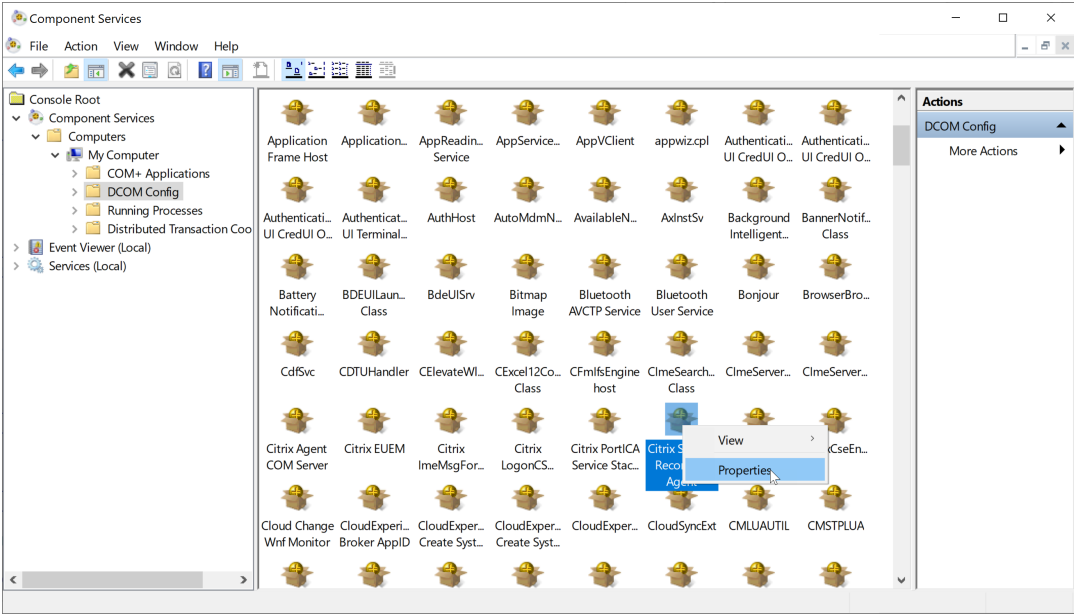 Component Services
File Action View Window Help
Console Root
Component Services
Computers
My Computer
COM+ Applications
DCOM Config
Running Processes
Distributed Transaction Coo
Event Viewer (Local)
Services (Local)
Application Application... AppReadin... AppService... AppVClient appwiz.cpl Authenticati... Authenticati...
Frame Host Service UI CredUI O... UI CredUI O...
Authenticati... Authenticat... AuthHost AutoMdmN... AvailableN... AxInstSv Background BannerNotif...
UI CredUI O... UI Terminal... Intelligent... Class
Battery BDEUILaun... BdeUISrv Bitmap Bluetooth Bluetooth Bonjour BrowserBro...
Notificati... Class Image AVCTP Service User Service
CdfSvc CDTUHandler CElevateWl... CExcel12Co... CFmIfsEngine CImeSearch... CImeServer... CImeServer...
Class host Class
Citrix Agent Citrix EUEM Citrix Citrix Citrix PortICA Citrix S xCseEn...
COM Server ImeMsgFor... LogonCS... Service Stac... Reco
Agent
View
Properties
Cloud Change CloudExperi... CloudExper... CloudExper... CloudExper... CloudSyncExt CMLUAUTIL CMSTPLUA
Wnf Monitor Broker AppID Create Syst... Create Syst...
Actions
DCOM Config
More Actions